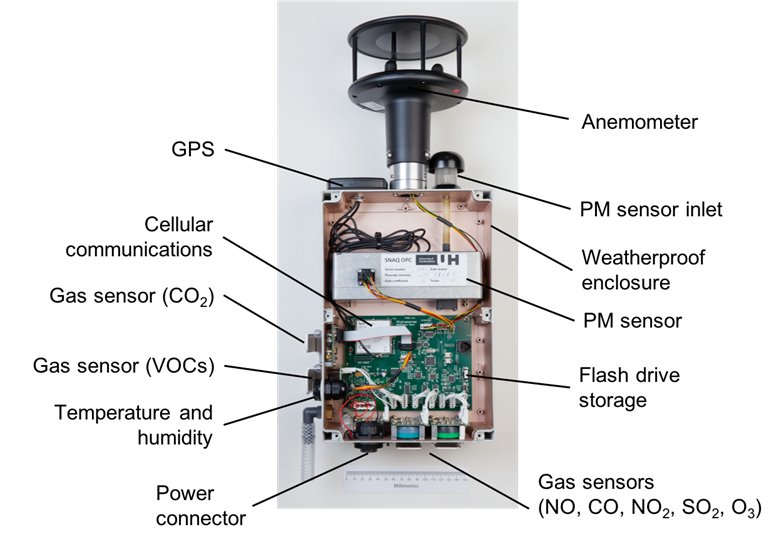 Anemometer
GPS
PM sensor inlet
Cellular
communications
Weatherproof
enclosure
SNAQ OPC
UH
Gas sensor (CO₂)
PM sensor
Gas sensor (VOCs)
Flash drive
storage
Temperature and
humidity
Power
connector
Gas sensors
(NO, CO, NO₂, SO₂, O₃)
Millimetres